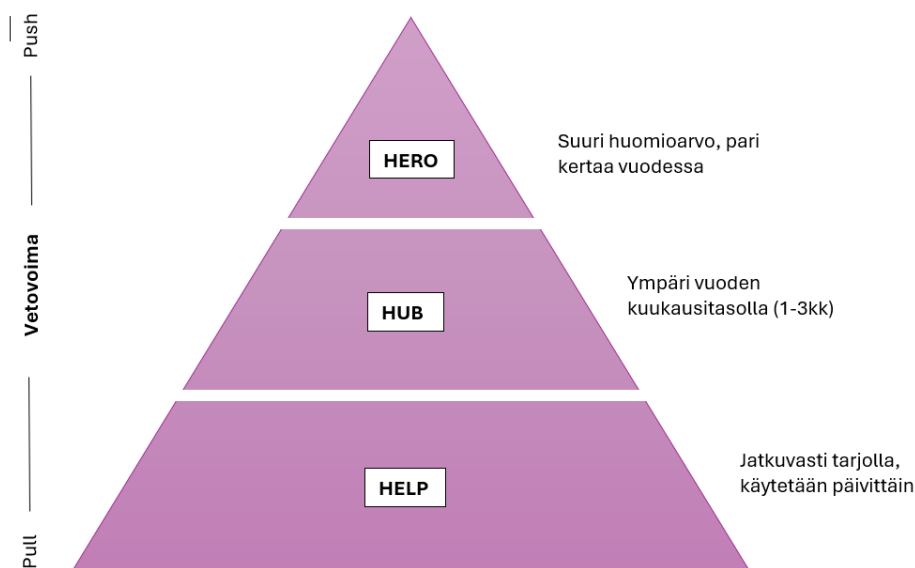 Push
HERO
Suuri huomioarvo, pari
kertaa vuodessa
Vetovoima
HUB
Ympäri vuoden
kuukausitasolla (1-3kk)
HELP
Jatkuvasti tarjolla,
käytetään päivittäin
Pull